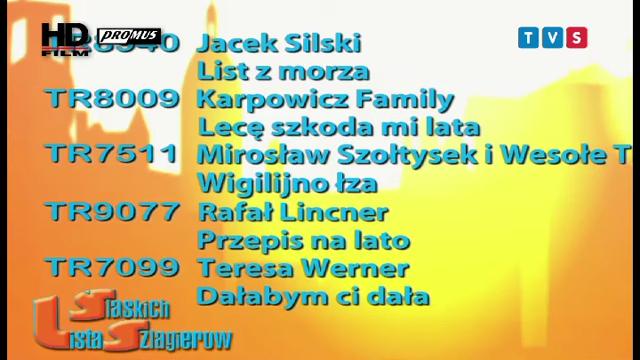 HD FILM PROMUS
TVS
Jacek Silski
List z morza
TR8009 Karpowicz Family
Lecę szkoda mi lata
TR7511 Mirosław Szołtysek i Wesołe T
Wigilijno łza
TR9077 Rafał Lincner
Przepis na lato
TR7099 Teresa Werner
Dałabym ci dała
Lista Śląskich Szlagierów